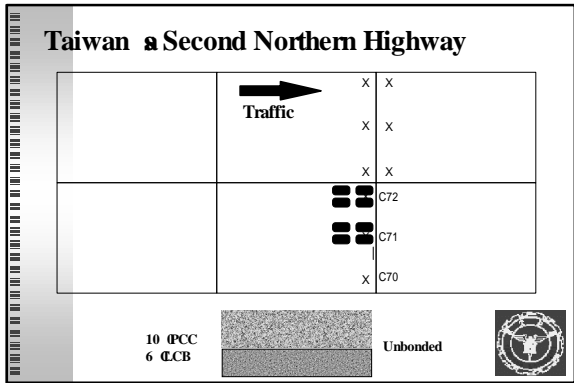 Taiwan 's Second Northern Highway
X X
Traffic
X X
X X
C72
C71
X C70
10 PCC
6 LCB
Unbonded